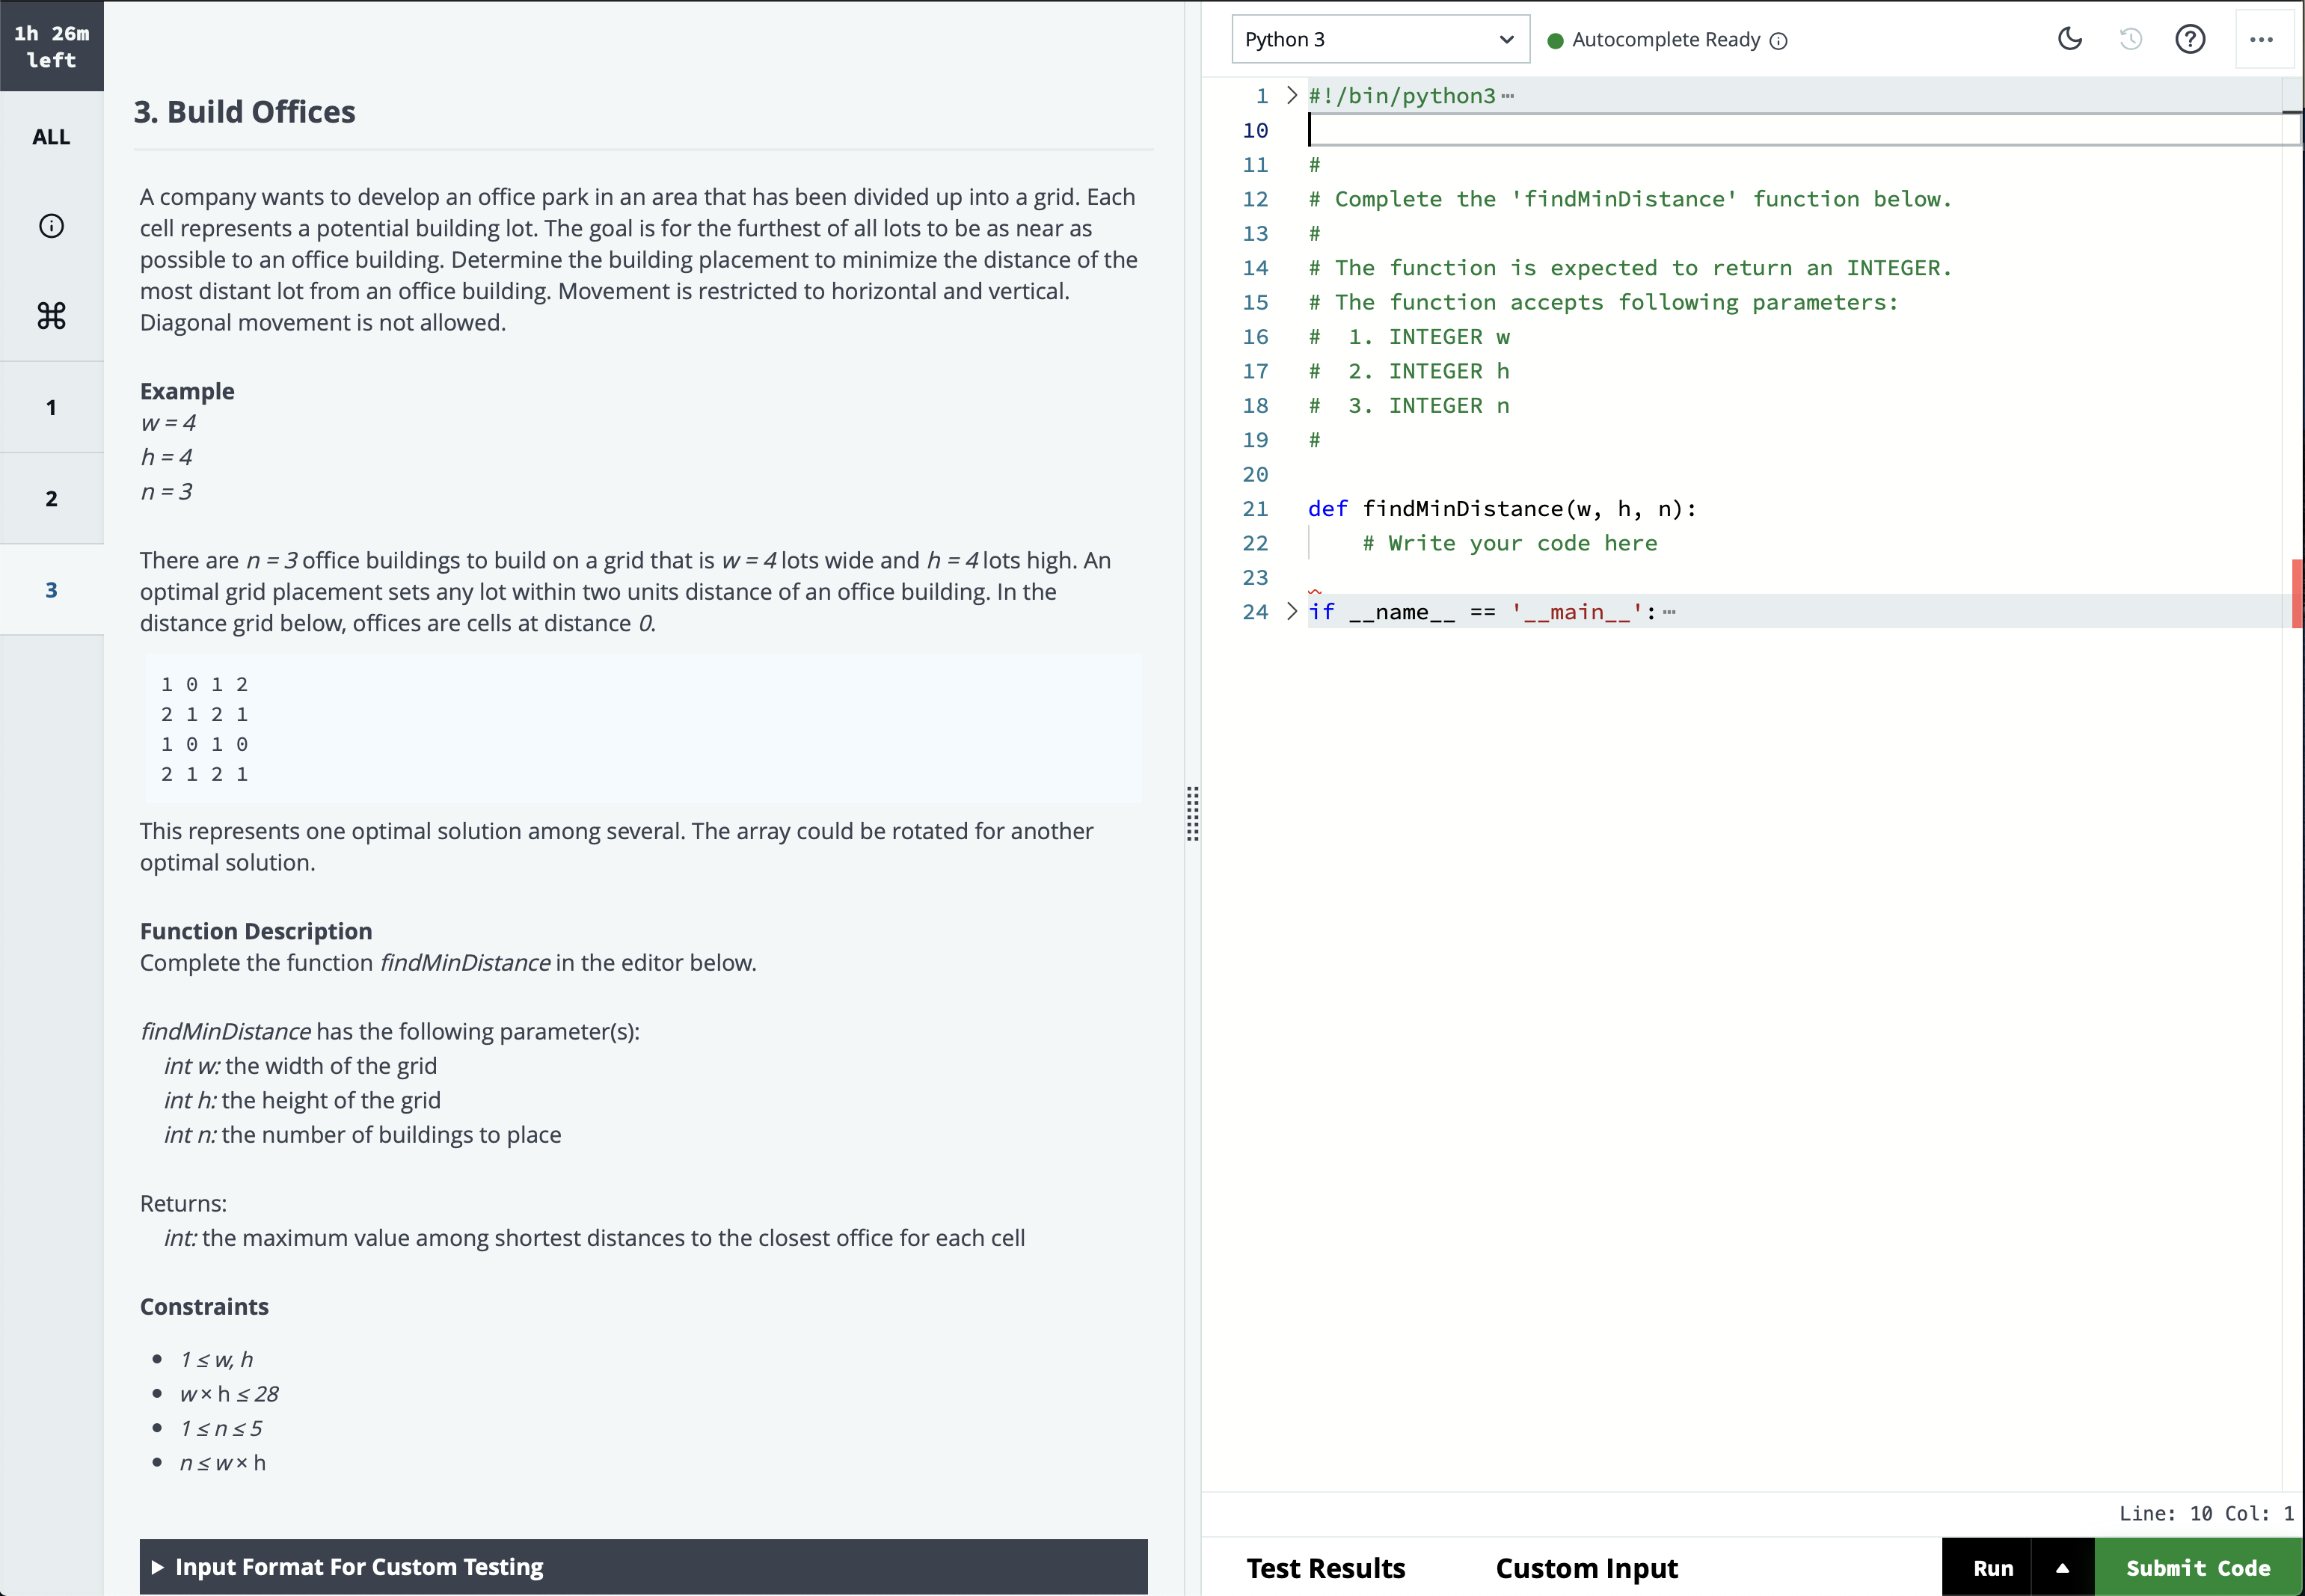 1h 26m
left
ALL
1
2
3
3. Build Offices
A company wants to develop an office park in an area that has been divided up into a grid. Each
cell represents a potential building lot. The goal is for the furthest of all lots to be as near as
possible to an office building. Determine the building placement to minimize the distance of the
most distant lot from an office building. Movement is restricted to horizontal and vertical.
Diagonal movement is not allowed.
Example
w = 4
h = 4
n = 3
There are n = 3 office buildings to build on a grid that is w = 4 lots wide and h = 4 lots high. An
optimal grid placement sets any lot within two units distance of an office building. In the
distance grid below, offices are cells at distance 0.
1 0 1 2
2 1 2 1
1 0 1 0
2 1 2 1
This represents one optimal solution among several. The array could be rotated for another
optimal solution.
Function Description
Complete the function findMinDistance in the editor below.
findMinDistance has the following parameter(s):
int w: the width of the grid
int h: the height of the grid
int n: the number of buildings to place
Returns:
int: the maximum value among shortest distances to the closest office for each cell
Constraints
• 1 ≤ w, h
• w × h ≤ 28
• 1 ≤ n ≤ 5
• n ≤ w × h
Input Format For Custom Testing
Python 3
Autocomplete Ready
1 #!/bin/python3 ...
10
11 #
12 # Complete the 'findMinDistance' function below.
13 #
14 # The function is expected to return an INTEGER.
15 # The function accepts following parameters:
16 #  1. INTEGER w
17 #  2. INTEGER h
18 #  3. INTEGER n
19 #
20
21 def findMinDistance(w, h, n):
22     # Write your code here
23
24 if __name__ == '__main__': ...
Line: 10 Col: 1
Test Results
Custom Input
Run
Submit Code